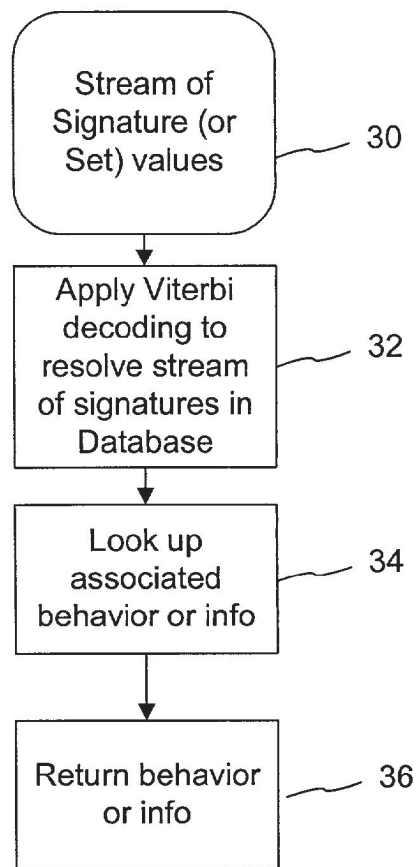 Stream of
Signature (or
Set) values
30
Apply Viterbi
decoding to
resolve stream
of signatures in
Database
32
Look up
associated
behavior or info
34
Return behavior
or info
36